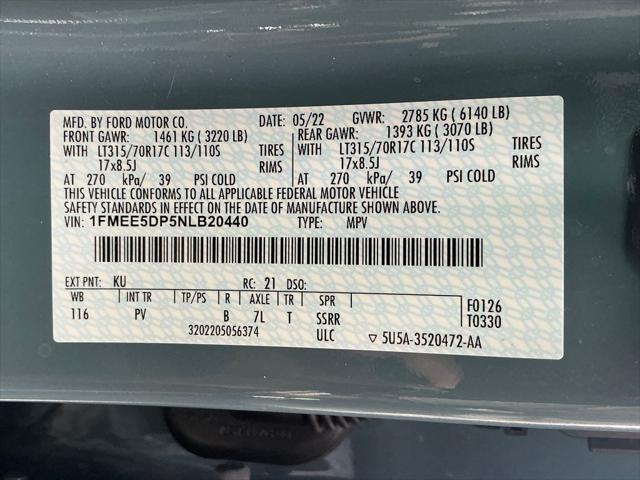 MFD. BY FORD MOTOR CO. DATE: 05/22 GVWR: 2785 KG ( 6140 LB)
FRONT GAWR: 1461 KG ( 3220 LB) REAR GAWR: 1393 KG ( 3070 LB)
WITH LT315/70R17C 113/110S TIRES WITH LT315/70R17C 113/110S TIRES
17x8.5J RIMS 17x8.5J RIMS
AT 270 kPa/ 39 PSI COLD AT 270 kPa/ 39 PSI COLD
THIS VEHICLE CONFORMS TO ALL APPLICABLE FEDERAL MOTOR VEHICLE
SAFETY STANDARDS IN EFFECT ON THE DATE OF MANUFACTURE SHOWN ABOVE.
VIN: 1FMEE5DP5NLB20440 TYPE: MPV
EXT PNT: KU RC: 21 DSO:
WB INT TR TP/PS R AXLE TR SPR F0126
116 PV B 7L T SSRR T0330
3202205056374 ULC 5U5A-3520472-AA